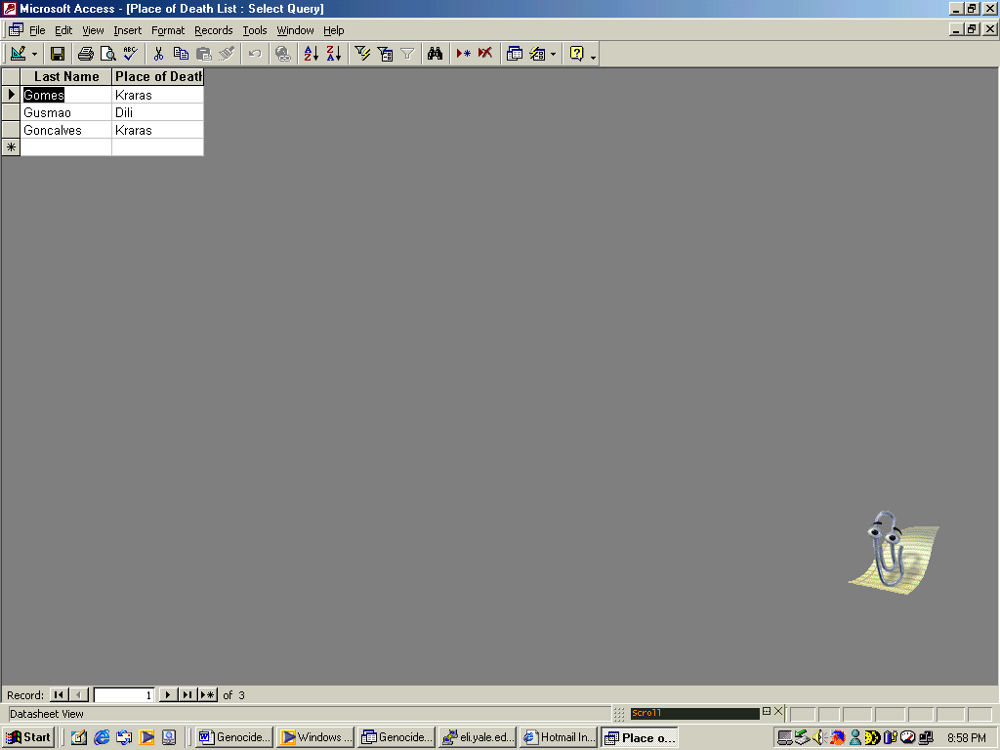 Microsoft Access - [Place of Death List : Select Query]
File Edit View Insert Format Records Tools Window Help
Last Name Place of Death
Gomes Kraras
Gusmao Dili
Goncalves Kraras
Record: 1 of 3
Datasheet View Scroll
Start Genocide... Windows ... Genocide... eli.yale.ed... Hotmail In... Place o... 8:58 PM